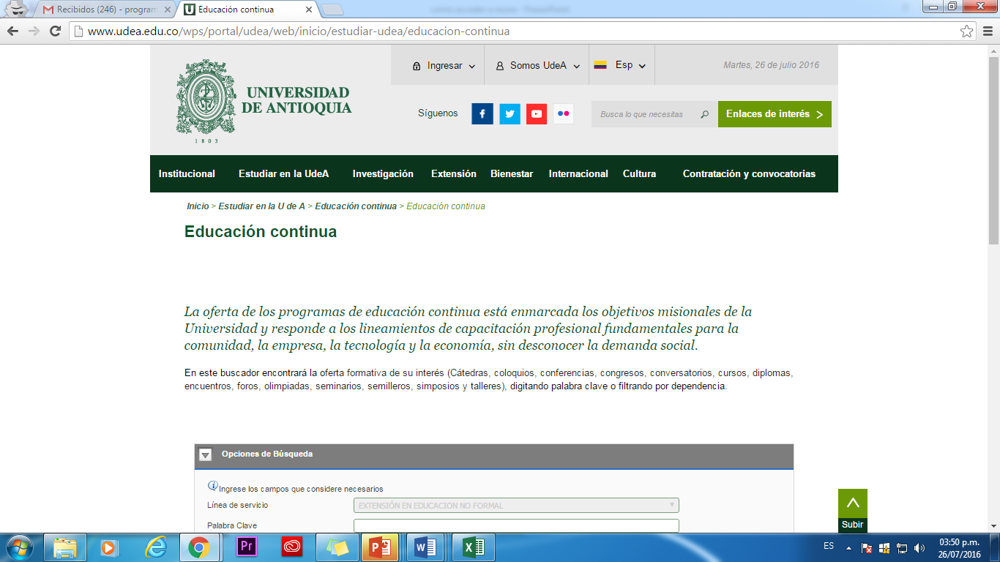 Recibidos (246) - program
Educación continua
www.udea.edu.co/wps/portal/udea/web/inicio/estudiar-udea/educacion-continua
Ingresar
Somos UdeA
Esp
Martes, 26 de julio 2016
UNIVERSIDAD
DE ANTIOQUIA
1803
Síguenos
Busca lo que necesitas
Enlaces de interés
Institucional
Estudiar en la UdeA
Investigación
Extensión
Bienestar
Internacional
Cultura
Contratación y convocatorias
Inicio > Estudiar en la U de A > Educación continua > Educación continua
Educación continua
La oferta de los programas de educación continua está enmarcada los objetivos misionales de la
Universidad y responde a los lineamientos de capacitación profesional fundamentales para la
comunidad, la empresa, la tecnología y la economía, sin desconocer la demanda social.
En este buscador encontrará la oferta formativa de su interés (Cátedras, coloquios, conferencias, congresos, conversatorios, cursos, diplomas,
encuentros, foros, olimpiadas, seminarios, semilleros, simposios y talleres), digitando palabra clave o filtrando por dependencia.
Opciones de Búsqueda
Ingrese los campos que considere necesarios
Línea de servicio
EXTENSIÓN EN EDUCACION NO FORMAL
Palabra Clave
Subir
Pr
ES
03:50 p.m.
26/07/2016